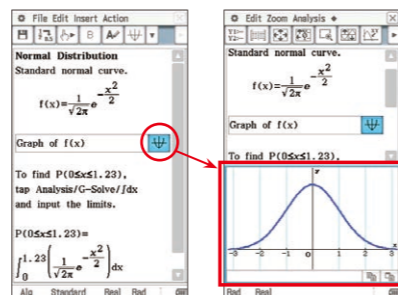 File Edit Insert Action
B
Normal Distribution
Standard normal curve.
f(x)=1/√2π e^-x²/2
Graph of f(x)
To find P(0≤x≤1.23),
tap Analysis/G-Solve/∫dx
and input the limits.
P(0≤x≤1.23)=
∫₀^1.23 (1/√2π e^-x²/2)dx
Alg Standard Real Rad
Edit Zoom Analysis
Standard normal curve.
f(x)=1/√2π e^-x²/2
Graph of f(x)
To find P(0≤x≤1.23),
y
-3 -2 -1 0 1 2 3 x
Rad Real